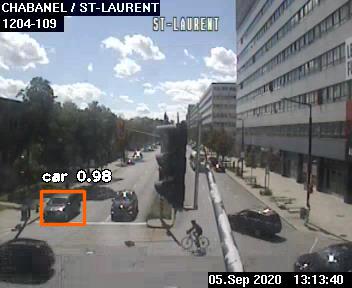 CHABANEL / ST-LAURENT
1204-109
ST-LAURENT
car 0.98
05.Sep 2020 13:13:40